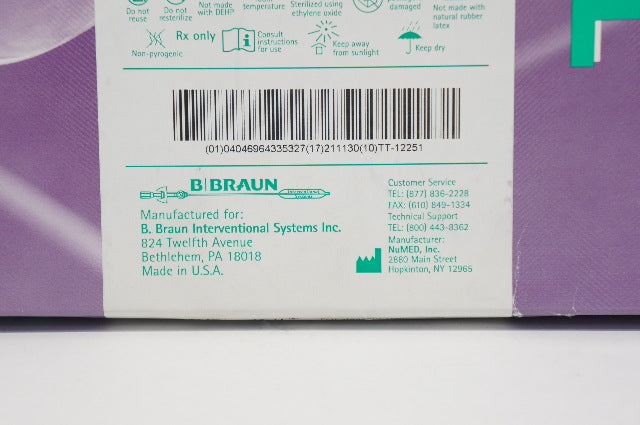 Do not reuse
Do not resterilize
Not made with DEHP
temperature
Sterilized using ethylene oxide
damaged
Not made with natural rubber latex
Non-pyrogenic
Rx only
Consult instructions for use
Keep away from sunlight
Keep dry
(01)04046964335327(17)211130(10)TT-12251
B|BRAUN
Interventional Systems
Manufactured for:
B. Braun Interventional Systems Inc.
824 Twelfth Avenue
Bethlehem, PA 18018
Made in U.S.A.
Customer Service
TEL: (877) 836-2228
FAX: (610) 849-1334
Technical Support
TEL: (800) 443-8362
Manufacturer:
NuMED, Inc.
2880 Main Street
Hopkinton, NY 12965